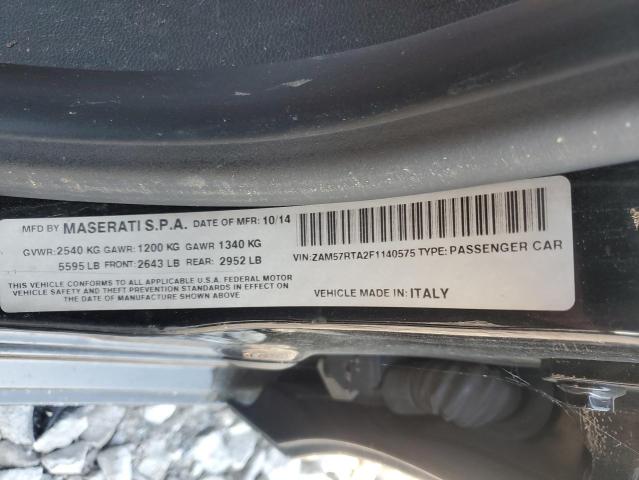 MFD BY MASERATI S.P.A. DATE OF MFR: 10/14
GVWR: 2540 KG GAWR: 1200 KG GAWR 1340 KG
5595 LB FRONT: 2643 LB REAR: 2952 LB
THIS VEHICLE CONFORMS TO ALL APPLICABLE U.S.A. FEDERAL MOTOR
VEHICLE SAFETY AND THEFT PREVENTION STANDARDS IN EFFECT ON
THE DATE OF MANUFACTURE SHOWN ABOVE.
VIN: ZAM57RTA2F1140575 TYPE: PASSENGER CAR
VEHICLE MADE IN: ITALY